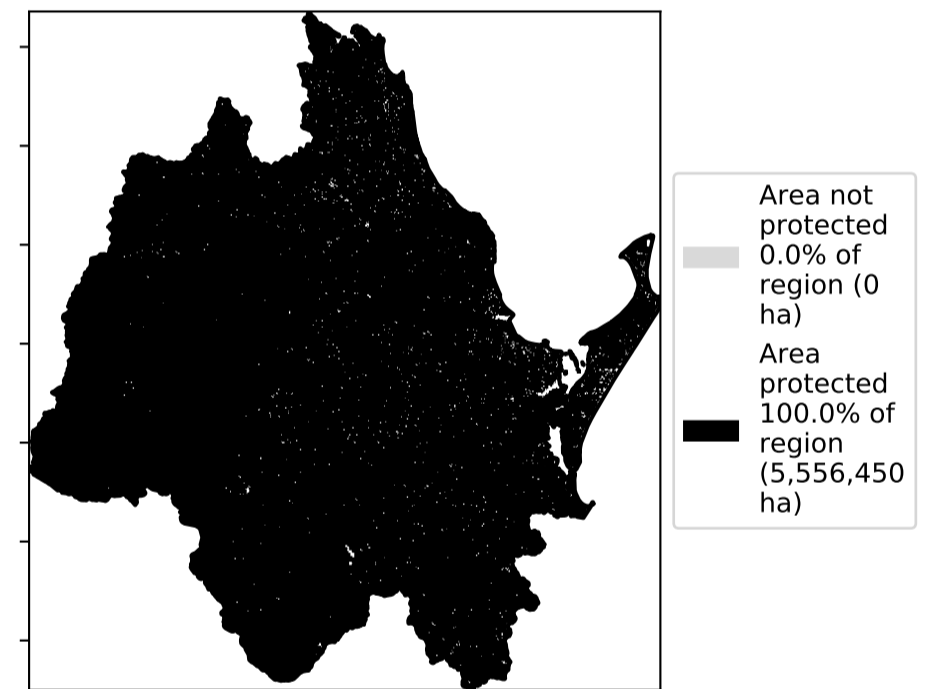 Area not
protected
0.0% of
region (0
ha)
Area
protected
100.0% of
region
(5,556,450
ha)